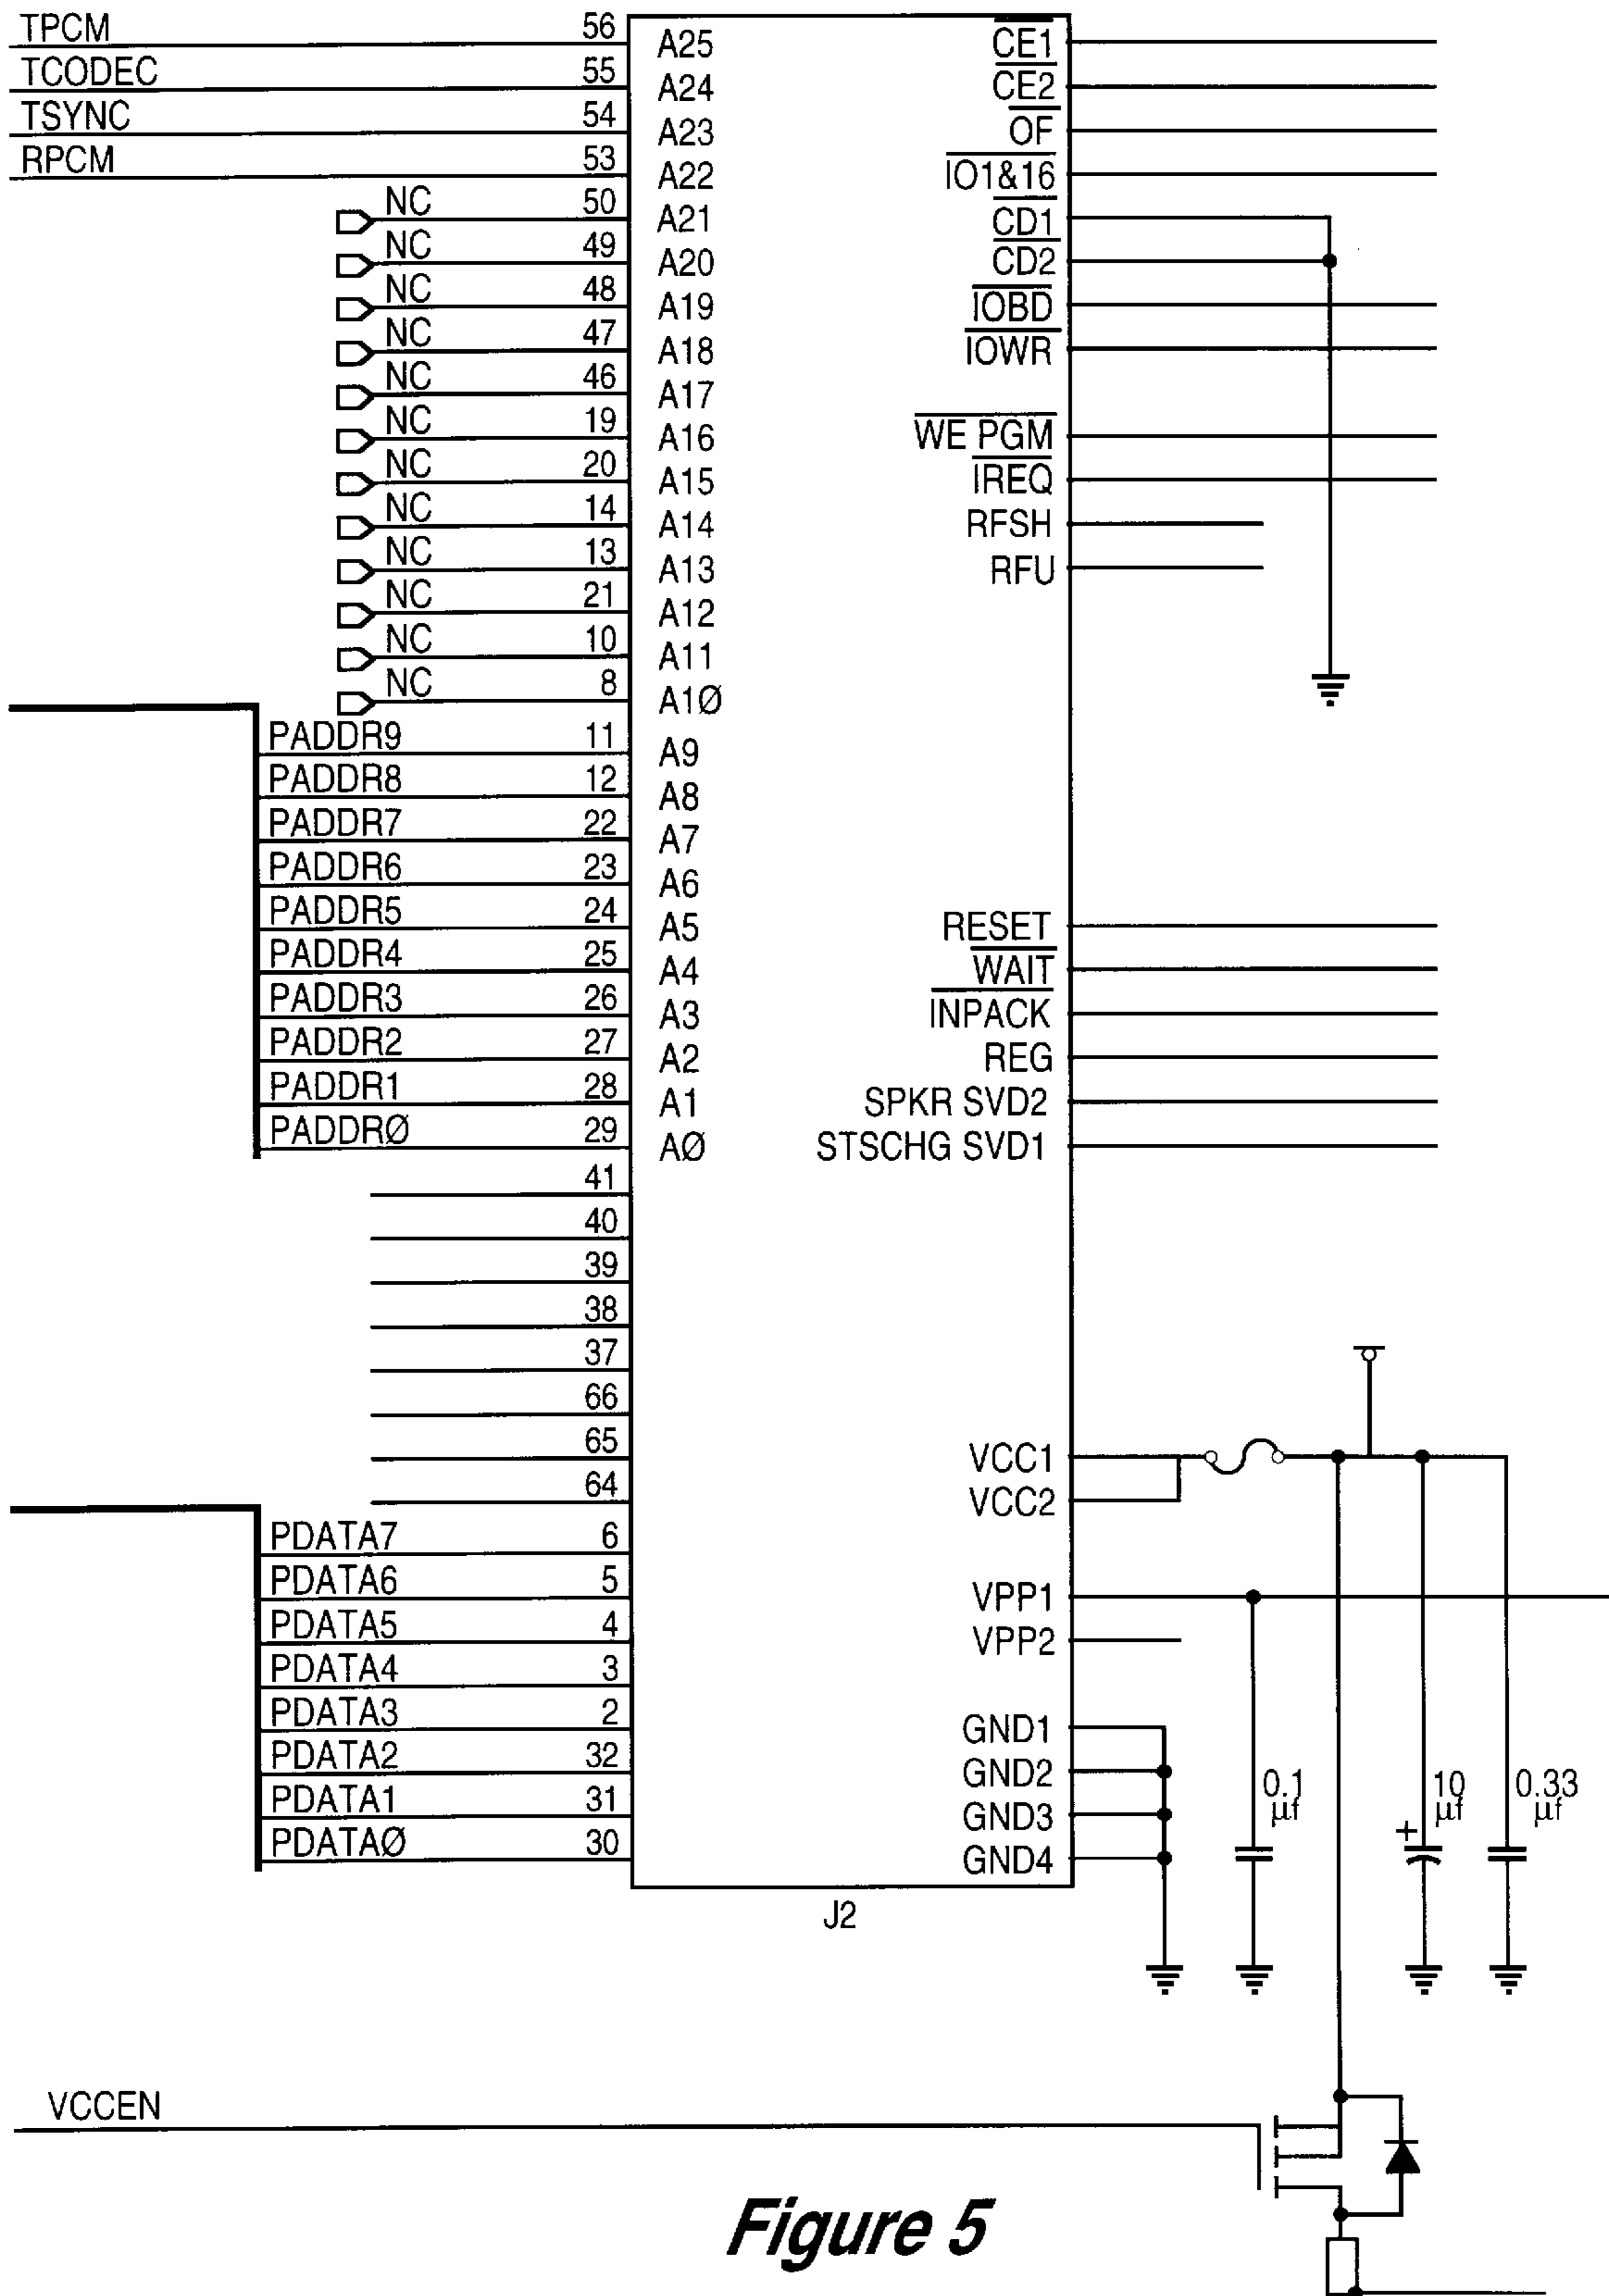 TPCM 56 A25
TCODEC 55 A24
TSYNC 54 A23
RPCM 53 A22
NC 50 A21
NC 49 A20
NC 48 A19
NC 47 A18
NC 46 A17
NC 19 A16
NC 20 A15
NC 14 A14
NC 13 A13
NC 21 A12
NC 10 A11
NC 8 A1Ø
PADDR9 11 A9
PADDR8 12 A8
PADDR7 22 A7
PADDR6 23 A6
PADDR5 24 A5
PADDR4 25 A4
PADDR3 26 A3
PADDR2 27 A2
PADDR1 28 A1
PADDRØ 29 AØ
41
40
39
38
37
66
65
64
PDATA7 6
PDATA6 5
PDATA5 4
PDATA4 3
PDATA3 2
PDATA2 32
PDATA1 31
PDATAØ 30
CE1
CE2
OF
IO1&16
CD1
CD2
IOBD
IOWR
WE PGM
IREQ
RFSH
RFU
RESET
WAIT
INPACK
REG
SPKR SVD2
STSCHG SVD1
VCC1
VCC2
VPP1
VPP2
GND1
GND2
GND3
GND4
0.1
µf
+
10
µf
0.33
µf
J2
VCCEN
Figure 5